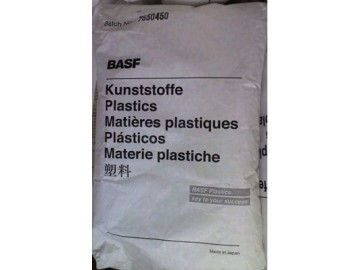 BASF
Kunststoffe
Plastics
Matières plastiques
Plásticos
Materie plastiche
塑料
BASF Plastics
key to your success
Made in Japan